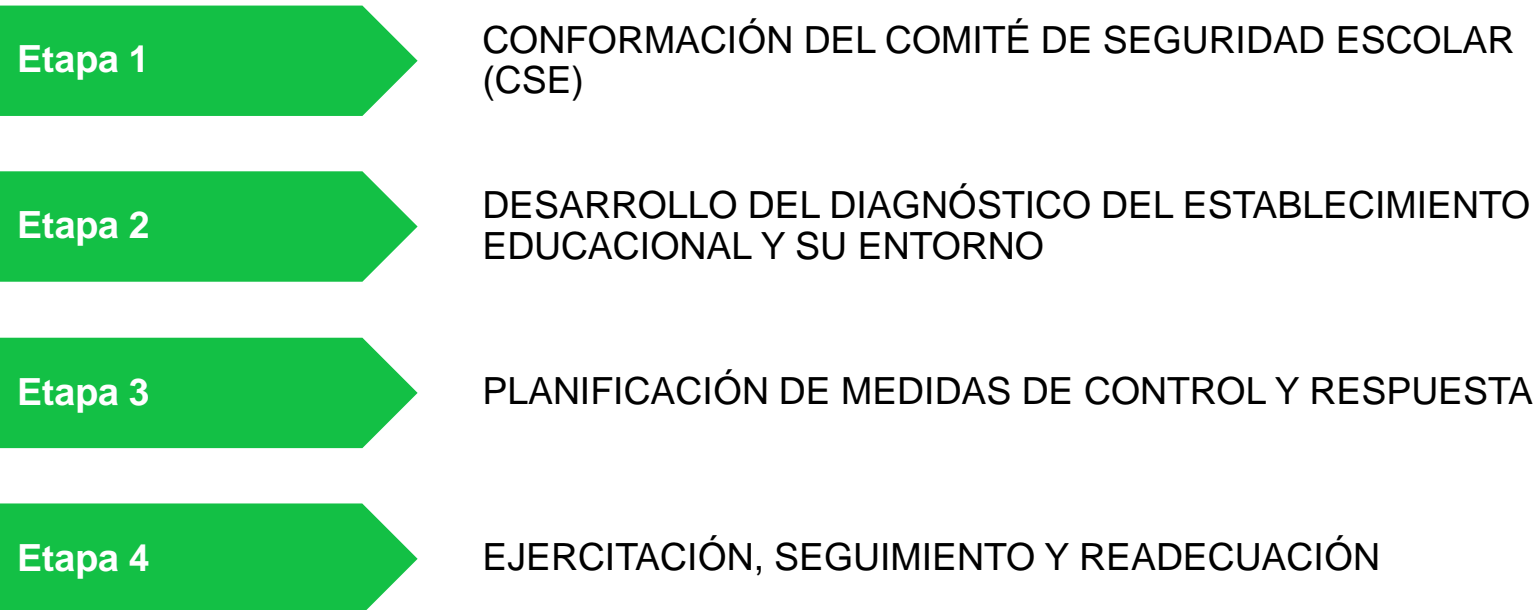 Etapa 1
CONFORMACIÓN DEL COMITÉ DE SEGURIDAD ESCOLAR
(CSE)
Etapa 2
DESARROLLO DEL DIAGNÓSTICO DEL ESTABLECIMIENTO
EDUCACIONAL Y SU ENTORNO
Etapa 3
PLANIFICACIÓN DE MEDIDAS DE CONTROL Y RESPUESTA
Etapa 4
EJERCITACIÓN, SEGUIMIENTO Y READECUACIÓN